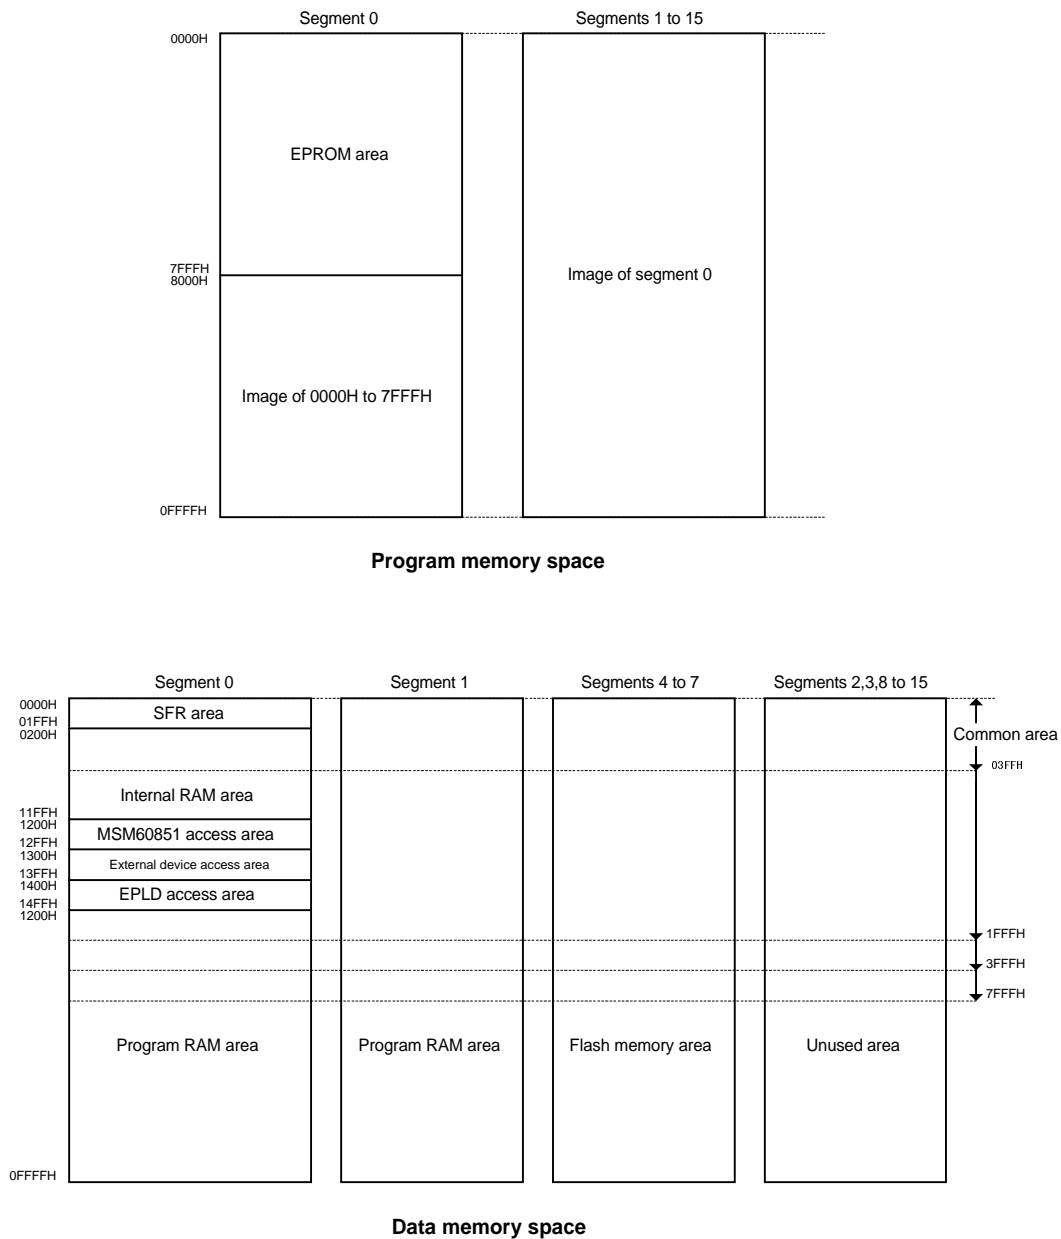 Segment 0
Segments 1 to 15
0000H
EPROM area
7FFFH
8000H
Image of segment 0
Image of 0000H to 7FFFH
0FFFFH
Program memory space
Segment 0
Segment 1
Segments 4 to 7
Segments 2,3,8 to 15
0000H
SFR area
01FFH
0200H
Common area
03FFH
Internal RAM area
11FFH
1200H
MSM60851 access area
12FFH
1300H
External device access area
13FFH
1400H
EPLD access area
14FFH
1200H
1FFFH
3FFFH
7FFFH
Program RAM area
Program RAM area
Flash memory area
Unused area
0FFFFH
Data memory space